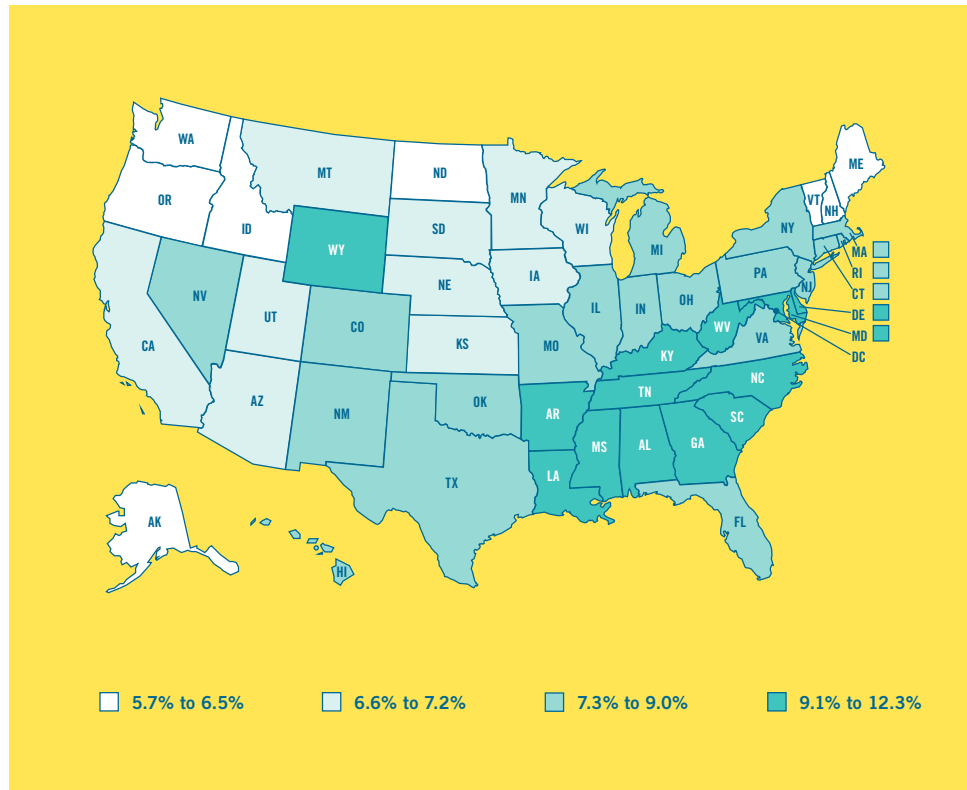 WA
ME
MT
ND
VT
MN
OR
NH
ID
SD
WI
NY
WY
MI
MA
RI
PA
IA
NE
CT
NJ
NV
OH
IL
IN
UT
CO
DE
WV
VA
MD
CA
KS
MO
KY
DC
NC
TN
AZ
OK
NM
AR
SC
MS
AL
GA
LA
TX
AK
FL
HI
5.7% to 6.5%
6.6% to 7.2%
7.3% to 9.0%
9.1% to 12.3%